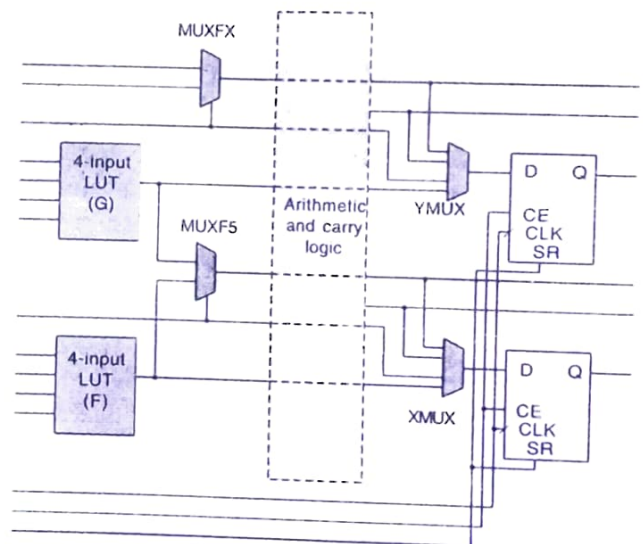 MUXFX
4-input
LUT
(G)
MUXF5
Arithmetic
and carry
logic
YMUX
D
Q
CE
CLK
SR
4-input
LUT
(F)
XMUX
D
Q
CE
CLK
SR